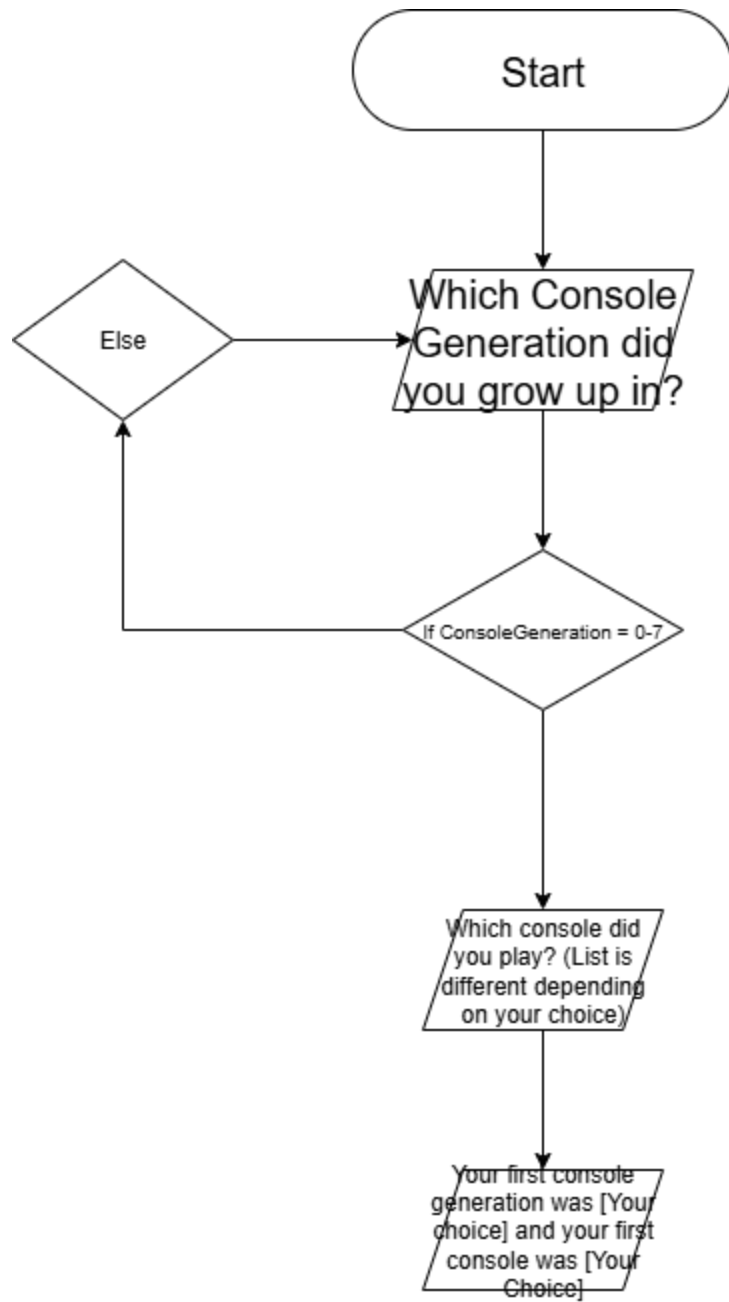 Start
Which Console
Generation did
you grow up in?
Else
If ConsoleGeneration = 0-7
Which console did
you play? (List is
different depending
on your choice)
Your first console
generation was [Your
choice] and your first
console was [Your
Choice]